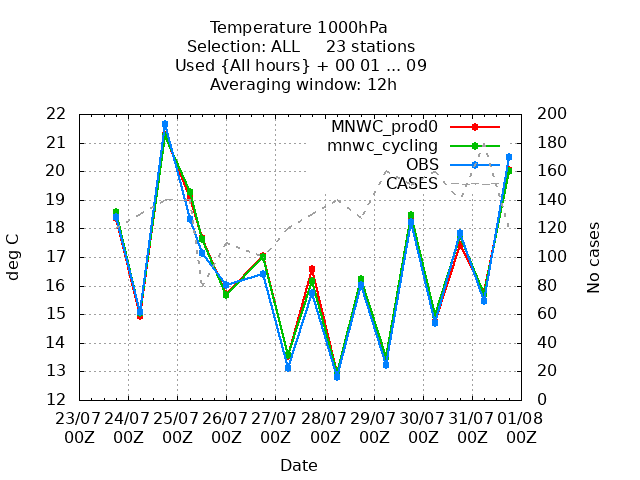 Temperature 1000hPa
Selection: ALL 23 stations
Used {All hours} + 00 01 ... 09
Averaging window: 12h
MNWC_prod0
mnwc_cycling
OBS
CASES
deg C
22
21
20
19
18
17
16
15
14
13
12
No cases
200
180
160
140
120
100
80
60
40
20
0
23/07 24/07 25/07 26/07 27/07 28/07 29/07 30/07 31/07 01/08
00Z 00Z 00Z 00Z 00Z 00Z 00Z 00Z 00Z 00Z
Date